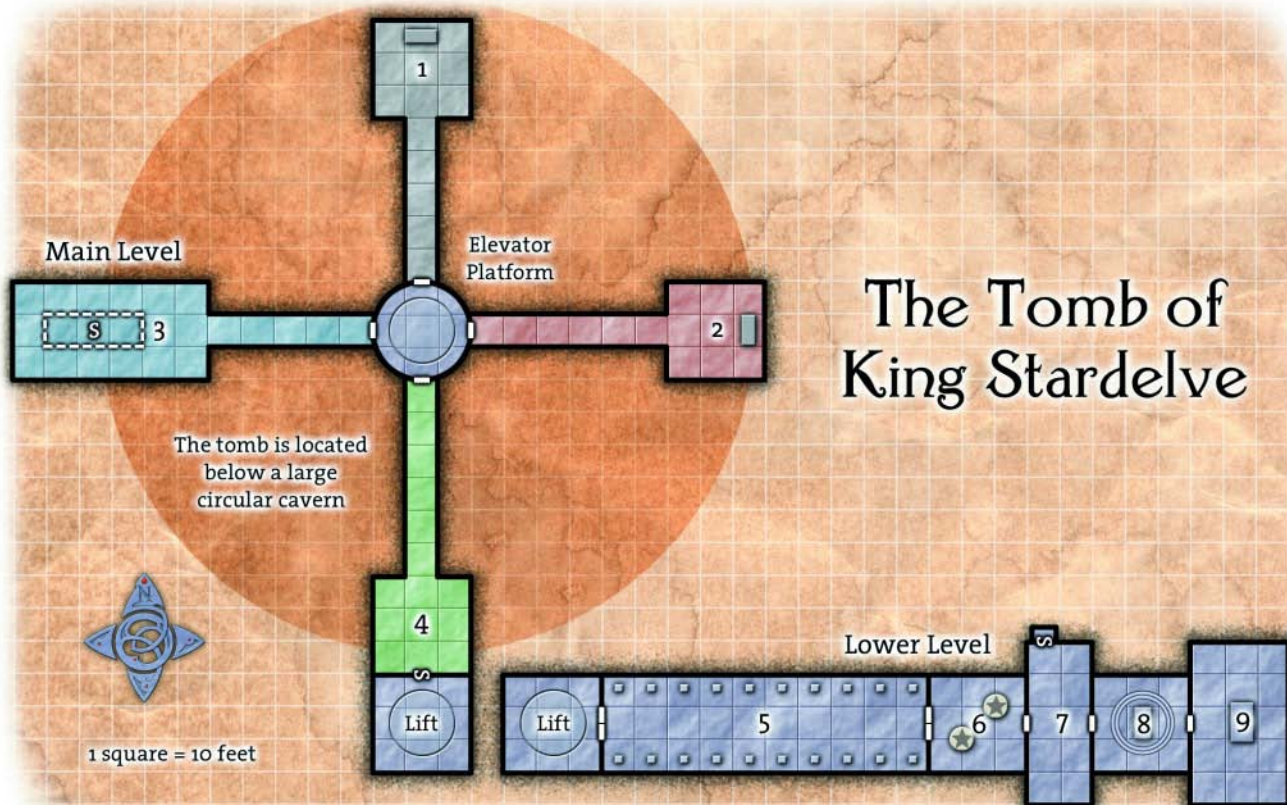 1
Main Level
Elevator
Platform
S
3
2
The Tomb of
King Stardelve
The tomb is located
below a large
circular cavern
N
4
S
Lift
1 square = 10 feet
Lower Level
S
Lift
5
6
7
8
9